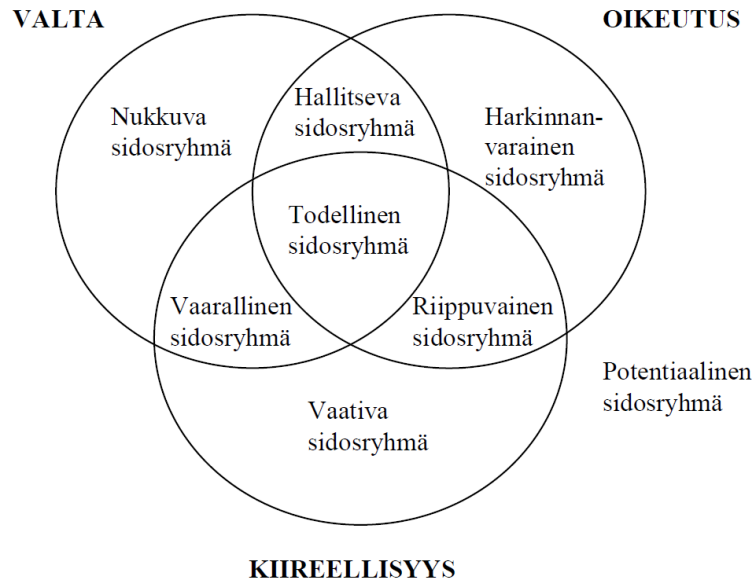 VALTA
OIKEUTUS
Nukkuva
sidosryhmä
Hallitseva
sidosryhmä
Harkinnan-
varainen
sidosryhmä
Todellinen
sidosryhmä
Vaarallinen
sidosryhmä
Riippuvainen
sidosryhmä
Potentiaalinen
sidosryhmä
Vaativa
sidosryhmä
KIIREELLISYYS